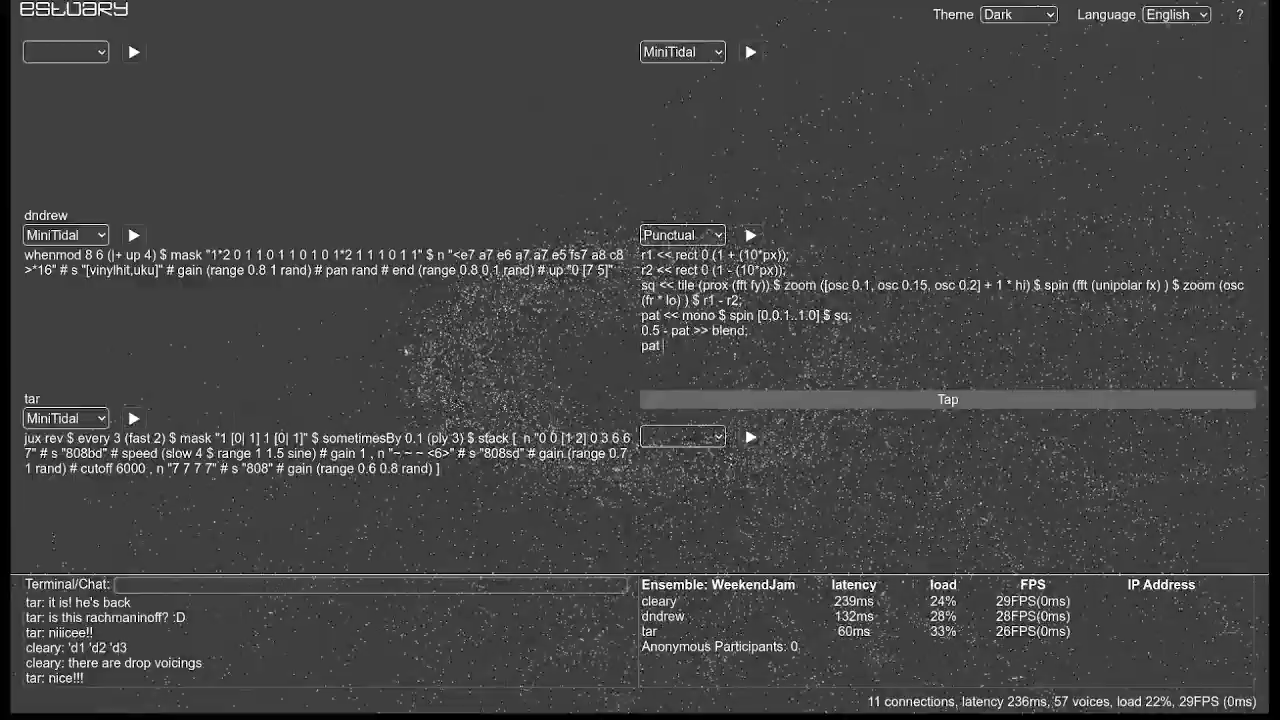 estuary
Theme Dark Language English ?
MiniTidal
dndrew
MiniTidal
whenmod 8 6 (|+ up 4) $ mask "1*2 0 1 1 0 1 1 0 1 0 1*2 1 1 1 0 1 1" $ n "<e7 a7 e6 a7 a7 e5 fs7 a8 c8
>*16" # s "[vinylhit,uku]" # gain (range 0.8 1 rand) # pan rand # end (range 0.8 0.1 rand) # up "0 [7 5]"
Punctual
r1 << rect 0 (1 + (10*px));
r2 << rect 0 (1 - (10*px));
sq << tile (prox (fft fy)) $ zoom ([osc 0.1, osc 0.15, osc 0.2] + 1 * hi) $ spin (fft (unipolar fx) ) $ zoom (osc
(fr * lo) ) $ r1 - r2;
pat << mono $ spin [0,0.1..1.0] $ sq;
0.5 - pat >> blend;
pat
tar
MiniTidal
jux rev $ every 3 (fast 2) $ mask "1 [0| 1] 1 [0| 1]" $ sometimesBy 0.1 (ply 3) $ stack [ n "0 0 [1 2] 0 3 6 6
7" # s "808bd" # speed (slow 4 $ range 1 1.5 sine) # gain 1 , n "~ ~ ~ <6>" # s "808sd" # gain (range 0.7
1 rand) # cutoff 6000 , n "7 7 7 7" # s "808" # gain (range 0.6 0.8 rand) ]
Tap
Terminal/Chat:
tar: it is! he's back
tar: is this rachmaninoff? :D
tar: niiicee!!
cleary: 'd1 'd2 'd3
cleary: there are drop voicings
tar: nice!!!
Ensemble: WeekendJam latency load FPS IP Address
cleary 239ms 24% 29FPS(0ms)
dndrew 132ms 28% 28FPS(0ms)
tar 60ms 33% 26FPS(0ms)
Anonymous Participants: 0
11 connections, latency 236ms, 57 voices, load 22%, 29FPS (0ms)